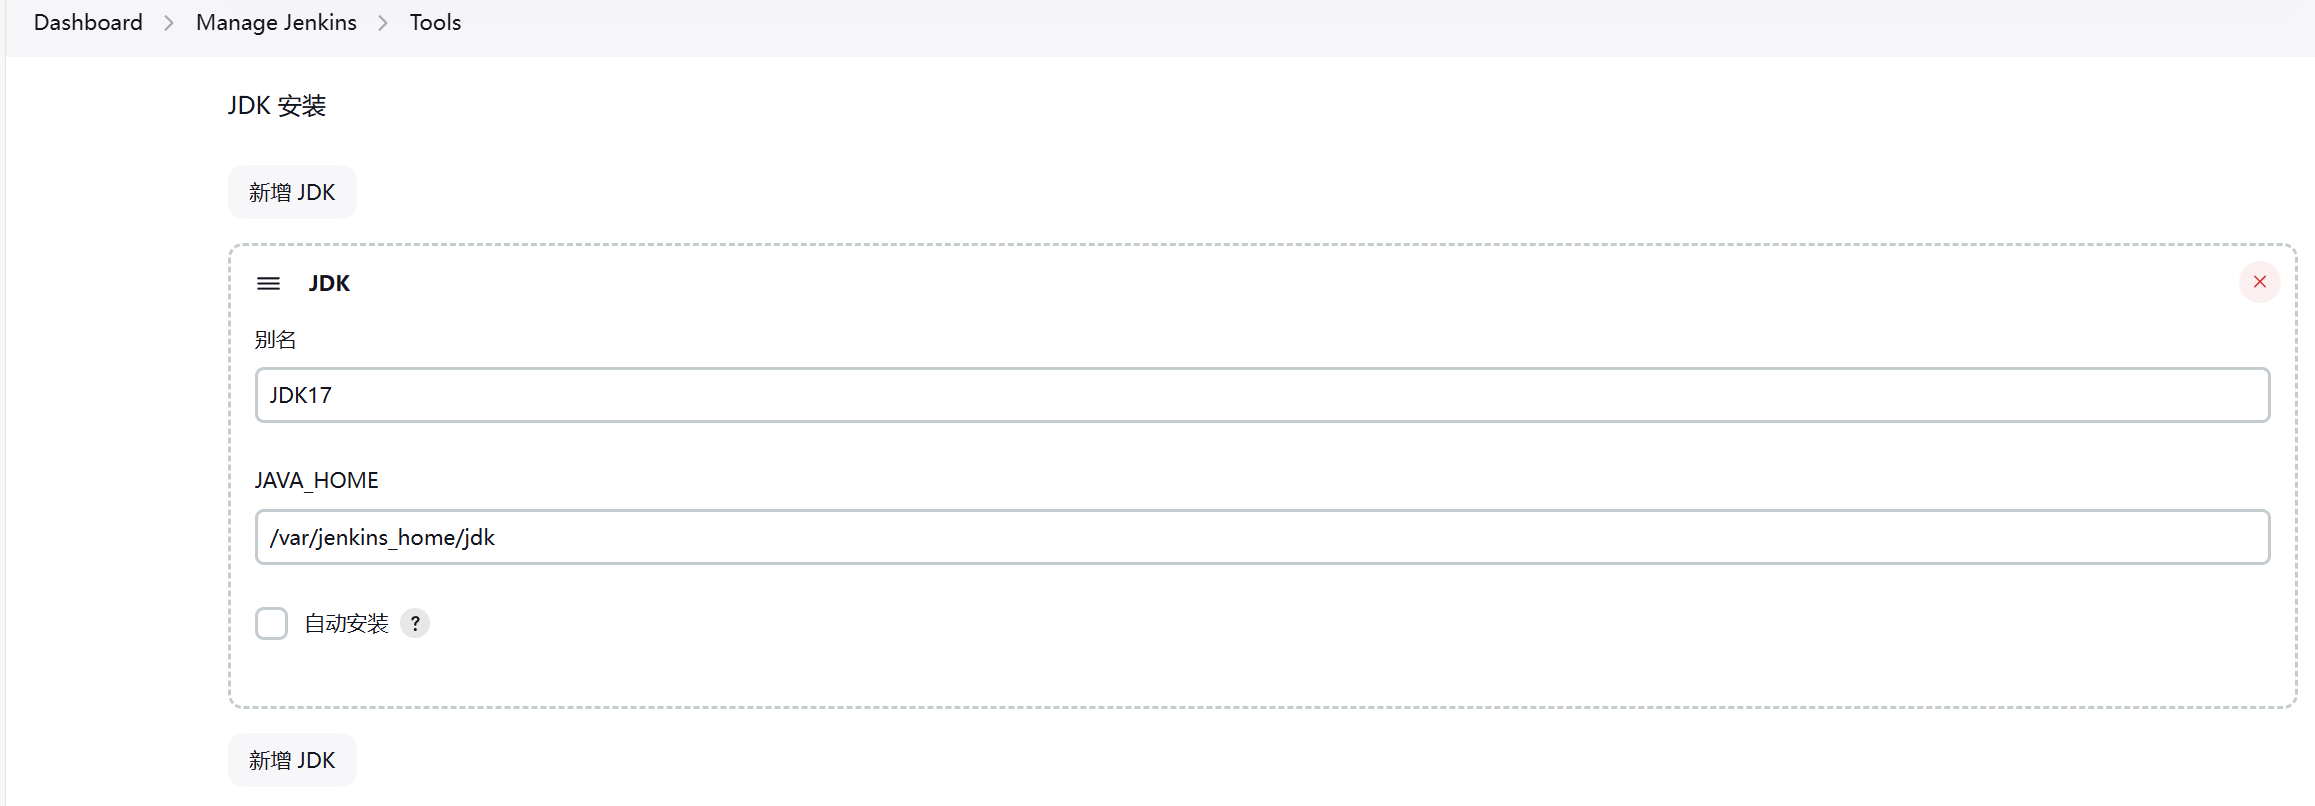 Dashboard > Manage Jenkins > Tools
JDK 安装
新增 JDK
JDK
别名
JDK17
JAVA_HOME
/var/jenkins_home/jdk
自动安装 ?
新增 JDK